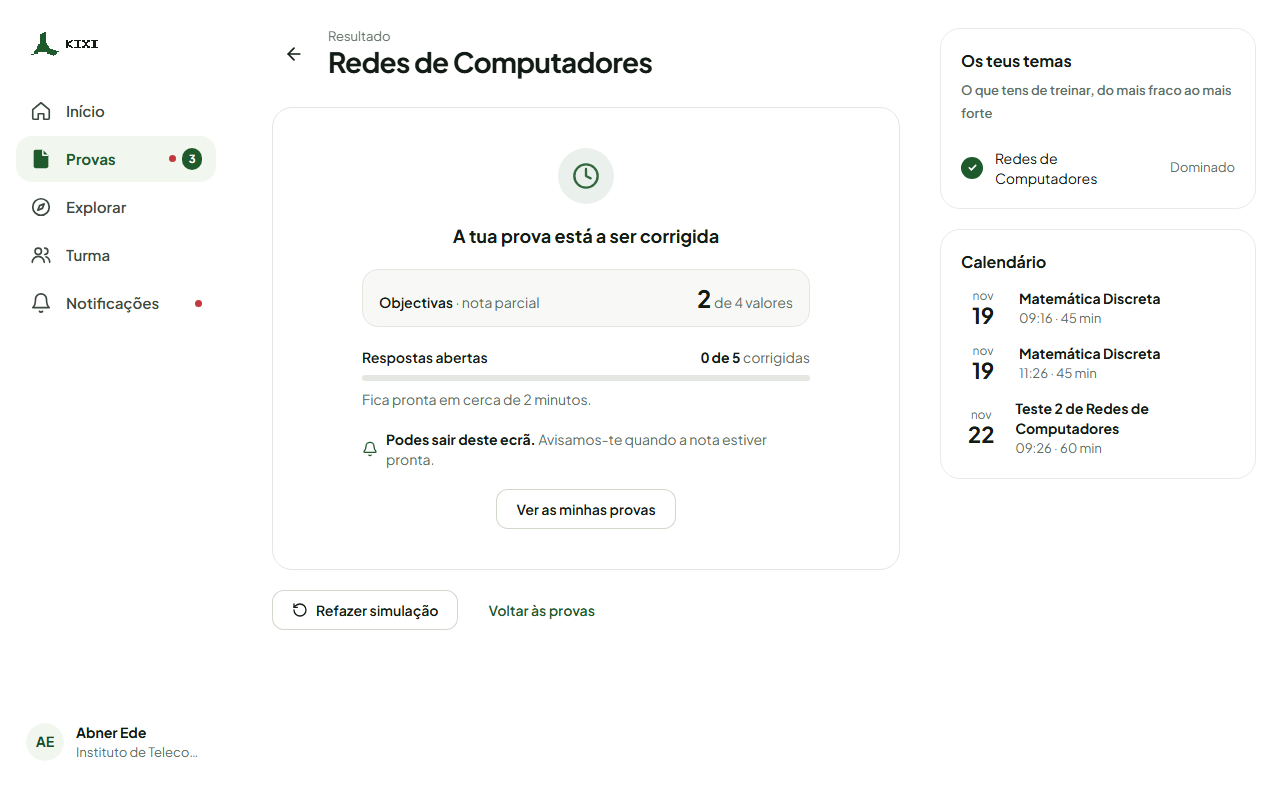 KIXI
Início
Provas
3
Explorar
Turma
Notificações
AE
Abner Ede
Instituto de Teleco...
Resultado
Redes de Computadores
A tua prova está a ser corrigida
Objectivas · nota parcial
2 de 4 valores
Respostas abertas
0 de 5 corrigidas
Fica pronta em cerca de 2 minutos.
Podes sair deste ecrã. Avisamos-te quando a nota estiver
pronta.
Ver as minhas provas
Refazer simulação
Voltar às provas
Os teus temas
O que tens de treinar, do mais fraco ao mais
forte
Redes de
Computadores
Dominado
Calendário
nov
19
Matemática Discreta
09:16 · 45 min
nov
19
Matemática Discreta
11:26 · 45 min
nov
22
Teste 2 de Redes de
Computadores
09:26 · 60 min